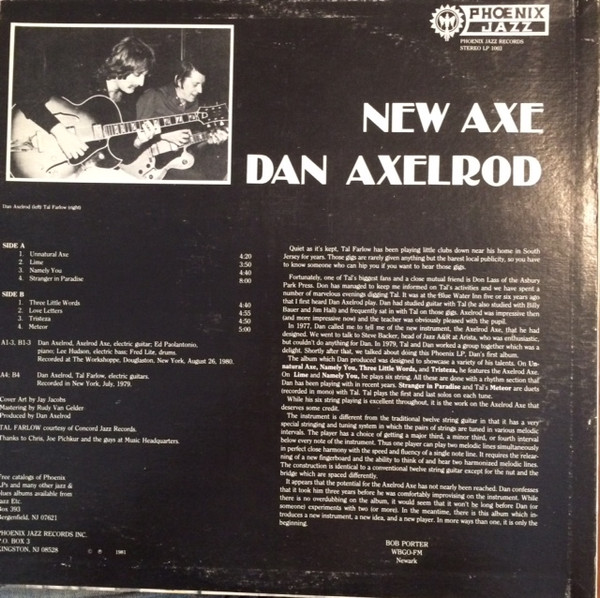 PHOENIX
JAZZ
PHOENIX JAZZ RECORDS
STEREO LP 1002
NEW AXE
DAN AXELROD
Dan Axelrod (left) Tal Farlow (right)
SIDE A
1. Unnatural Axe 4:20
2. Lime 3:50
3. Namely You 4:40
4. Stranger in Paradise 8:00
SIDE B
1. Three Little Words 4:40
2. Love Letters 4:55
3. Tristeza 4:50
4. Meteor 5:00
A1-3, B1-3 Dan Axelrod, Axelrod Axe, electric guitar; Ed Paolantonio,
piano; Lee Hudson, electric bass; Fred Lite, drums.
Recorded at The Workshoppe, Douglaston, New York, August 26, 1980.
A4; B4 Dan Axelrod, Tal Farlow, electric guitars.
Recorded in New York, July, 1979.
Cover Art by Jay Jacobs
Mastering by Rudy Van Gelder
Produced by Dan Axelrod
TAL FARLOW courtesy of Concord Jazz Records.
Thanks to Chris, Joe Pichkur and the guys at Music Headquarters.
Free catalogs of Phoenix
LPs and many other jazz &
blues albums available from
Jazz Etc.
Box 393
Bergenfield, NJ 07621
PHOENIX JAZZ RECORDS INC.
P.O. BOX 3
KINGSTON, NJ 08528 © ℗ 1981
Quiet as it's kept, Tal Farlow has been playing little clubs down near his home in South
Jersey for years. Those gigs are rarely given anything but the barest local publicity, so you have
to know someone who can hip you if you want to hear those gigs.
Fortunately, one of Tal's biggest fans and a close mutual friend is Don Lass of the Asbury
Park Press. Don has managed to keep me informed on Tal's activities and we have spent a
number of marvelous evenings digging Tal. It was at the Blue Water Inn five or six years ago
that I first heard Dan Axelrod play. Dan had studied guitar with Tal (he also studied with Billy
Bauer and Jim Hall) and frequently sat in with Tal on those gigs. Axelrod was impressive then
(and more impressive now) and the teacher was obviously pleased with the pupil.
In 1977, Dan called me to tell me of the new instrument, the Axelrod Axe, that he had
designed. We went to talk to Steve Backer, head of Jazz A&R at Arista, who was enthusiastic,
but couldn't do anything for Dan. In 1979, Tal and Dan worked a group together which was a
delight. Shortly after that, we talked about doing this Phoenix LP, Dan's first album.
The album which Dan produced was designed to showcase a variety of his talents. On Un-
natural Axe, Namely You, Three Little Words, and Tristeza, he features the Axelrod Axe.
On Lime and Namely You, he plays six string. All these are done with a rhythm section that
Dan has been playing with in recent years. Stranger in Paradise and Tal's Meteor are duets
(recorded in mono) with Tal. Tal plays the first and last solos on each tune.
While his six string playing is excellent throughout, it is the work on the Axelrod Axe that
deserves some credit.
The instrument is different from the traditional twelve string guitar in that it has a very
special stringing and tuning system in which the pairs of strings are tuned in various melodic
intervals. The player has a choice of getting a major third, a minor third, or fourth interval
below every note of the instrument. Thus one player can play two melodic lines simultaneously
in perfect close harmony with the speed and fluency of a single note line. It requires the relear-
ning of a new fingerboard and the ability to think of and hear two harmonized melodic lines.
The construction is identical to a conventional twelve string guitar except for the nut and the
bridge which are spaced differently.
It appears that the potential for the Axelrod Axe has not nearly been reached. Dan confesses
that it took him three years before he was comfortably improvising on the instrument. While
there is no overdubbing on the album, it would seem that it won't be long before Dan (or
someone) experiments with two (or more). In the meantime, there is this album which in-
troduces a new instrument, a new idea, and a new player. In more ways than one, it is only the
beginning.
BOB PORTER
WBGO-FM
Newark